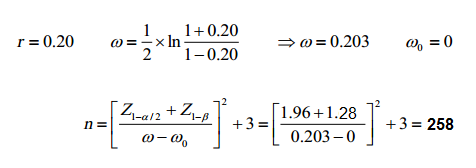 r = 0.20   ω = 1/2 × ln (1 + 0.20)/(1 − 0.20)   ⇒ ω = 0.203   ω₀ = 0
n = [(Z₁₋α/₂ + Z₁₋β)/(ω − ω₀)]² + 3 = [(1.96 + 1.28)/(0.203 − 0)]² + 3 = 258